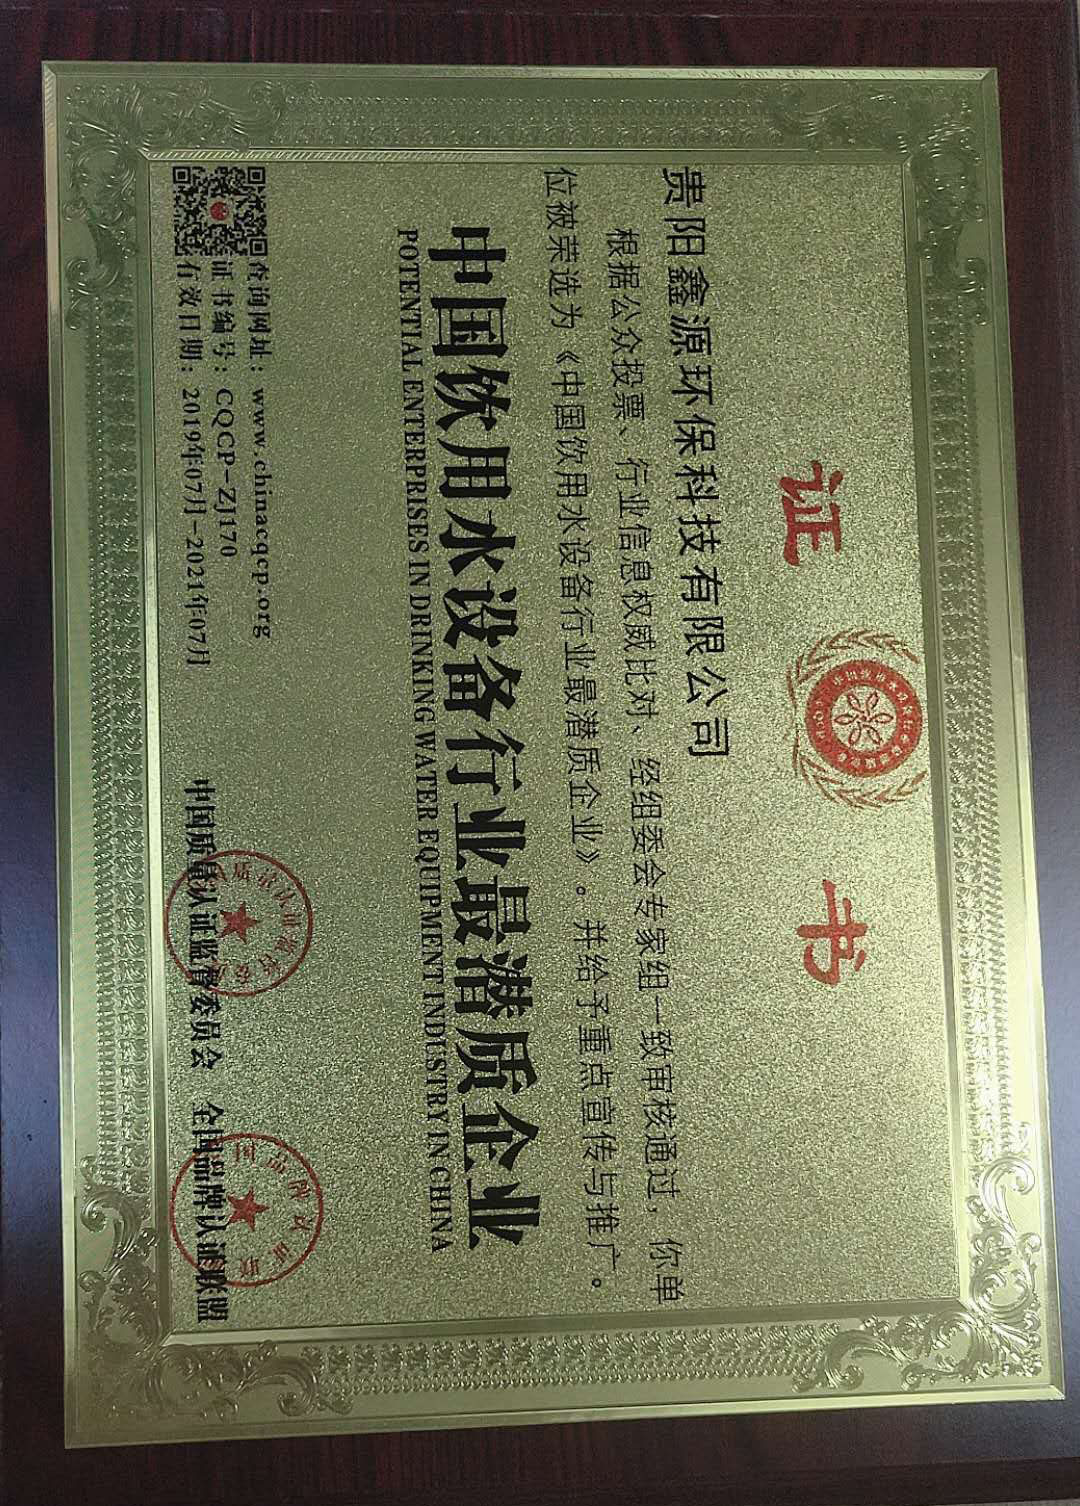 证 书
贵阳鑫源环保科技有限公司
根据公众投票、行业信息权威比对、经组委会专家组一致审核通过，你单
位被荣选为《中国饮用水设备行业最潜质企业》。并给予重点宣传与推广。
中国饮用水设备行业最潜质企业
POTENTIAL ENTERPRISES IN DRINKING WATER EQUIPMENT INDUSTRY IN CHINA
查询网址：www.chinacqcp.org
证书编号：CQCP-ZJ170
有效日期：2019年07月-2021年07月
中国质量认证监督委员会 全国品牌认证联盟